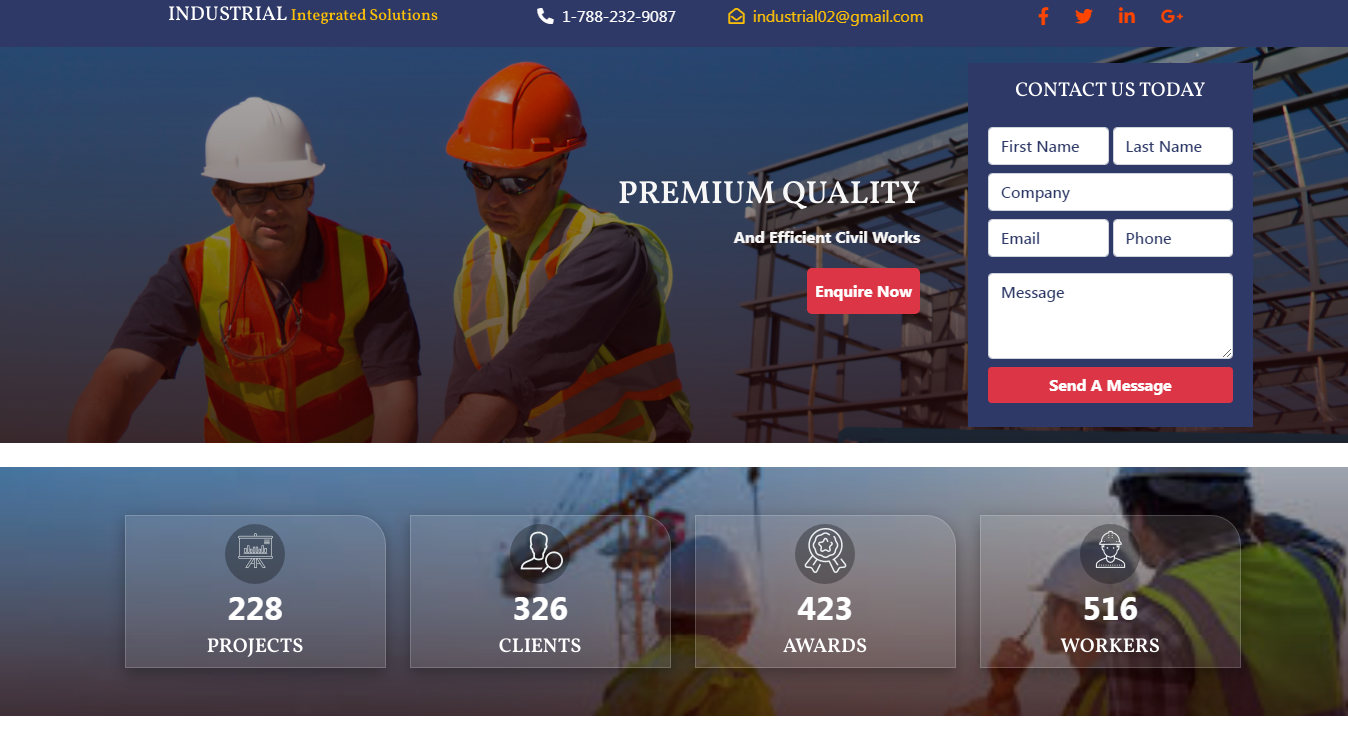 INDUSTRIAL Integrated Solutions
1-788-232-9087
industrial02@gmail.com
PREMIUM QUALITY
And Efficient Civil Works
Enquire Now
CONTACT US TODAY
First Name Last Name
Company
Email Phone
Message
Send A Message
228
PROJECTS
326
CLIENTS
423
AWARDS
516
WORKERS